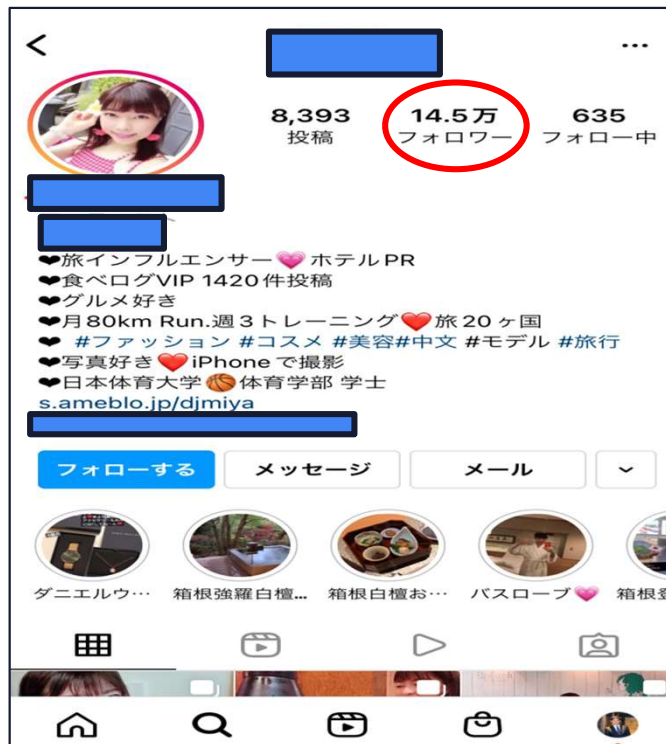 8,393
14.5万
635
投稿
フォロワー
フォロー中
❤旅インフルエンサー💗ホテルPR
❤食べログVIP 1420件投稿
❤グルメ好き
❤月80km Run.週3トレーニング❤️旅20ヶ国
❤ #ファッション #コスメ #美容#中文 #モデル #旅行
❤写真好き❤️iPhoneで撮影
❤日本体育大学🏀体育学部 学士
s.ameblo.jp/djmiya
フォローする
メッセージ
メール
ダニエルウ…
箱根強羅白檀...
箱根白檀お…
バスローブ💗
箱根登